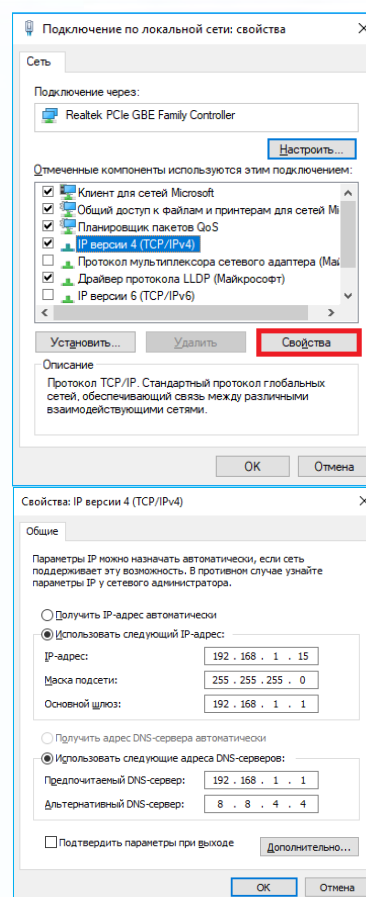 Подключение по локальной сети: свойства
Сеть
Подключение через:
Realtek PCIe GBE Family Controller
Настроить...
Отмеченные компоненты используются этим подключением:
Клиент для сетей Microsoft
Общий доступ к файлам и принтерам для сетей Mi
Планировщик пакетов QoS
IP версии 4 (TCP/IPv4)
Протокол мультиплексора сетевого адаптера (Май
Драйвер протокола LLDP (Майкрософт)
IP версии 6 (TCP/IPv6)
Установить...
Удалить
Свойства
Описание
Протокол TCP/IP. Стандартный протокол глобальных
сетей, обеспечивающий связь между различными
взаимодействующими сетями.
OK
Отмена
Свойства: IP версии 4 (TCP/IPv4)
Общие
Параметры IP можно назначать автоматически, если сеть
поддерживает эту возможность. В противном случае узнайте
параметры IP у сетевого администратора.
Получить IP-адрес автоматически
Использовать следующий IP-адрес:
IP-адрес: 192 . 168 . 1 . 15
Маска подсети: 255 . 255 . 255 . 0
Основной шлюз: 192 . 168 . 1 . 1
Получить адрес DNS-сервера автоматически
Использовать следующие адреса DNS-серверов:
Предпочитаемый DNS-сервер: 192 . 168 . 1 . 1
Альтернативный DNS-сервер: 8 . 8 . 4 . 4
Подтвердить параметры при выходе
Дополнительно...
OK
Отмена